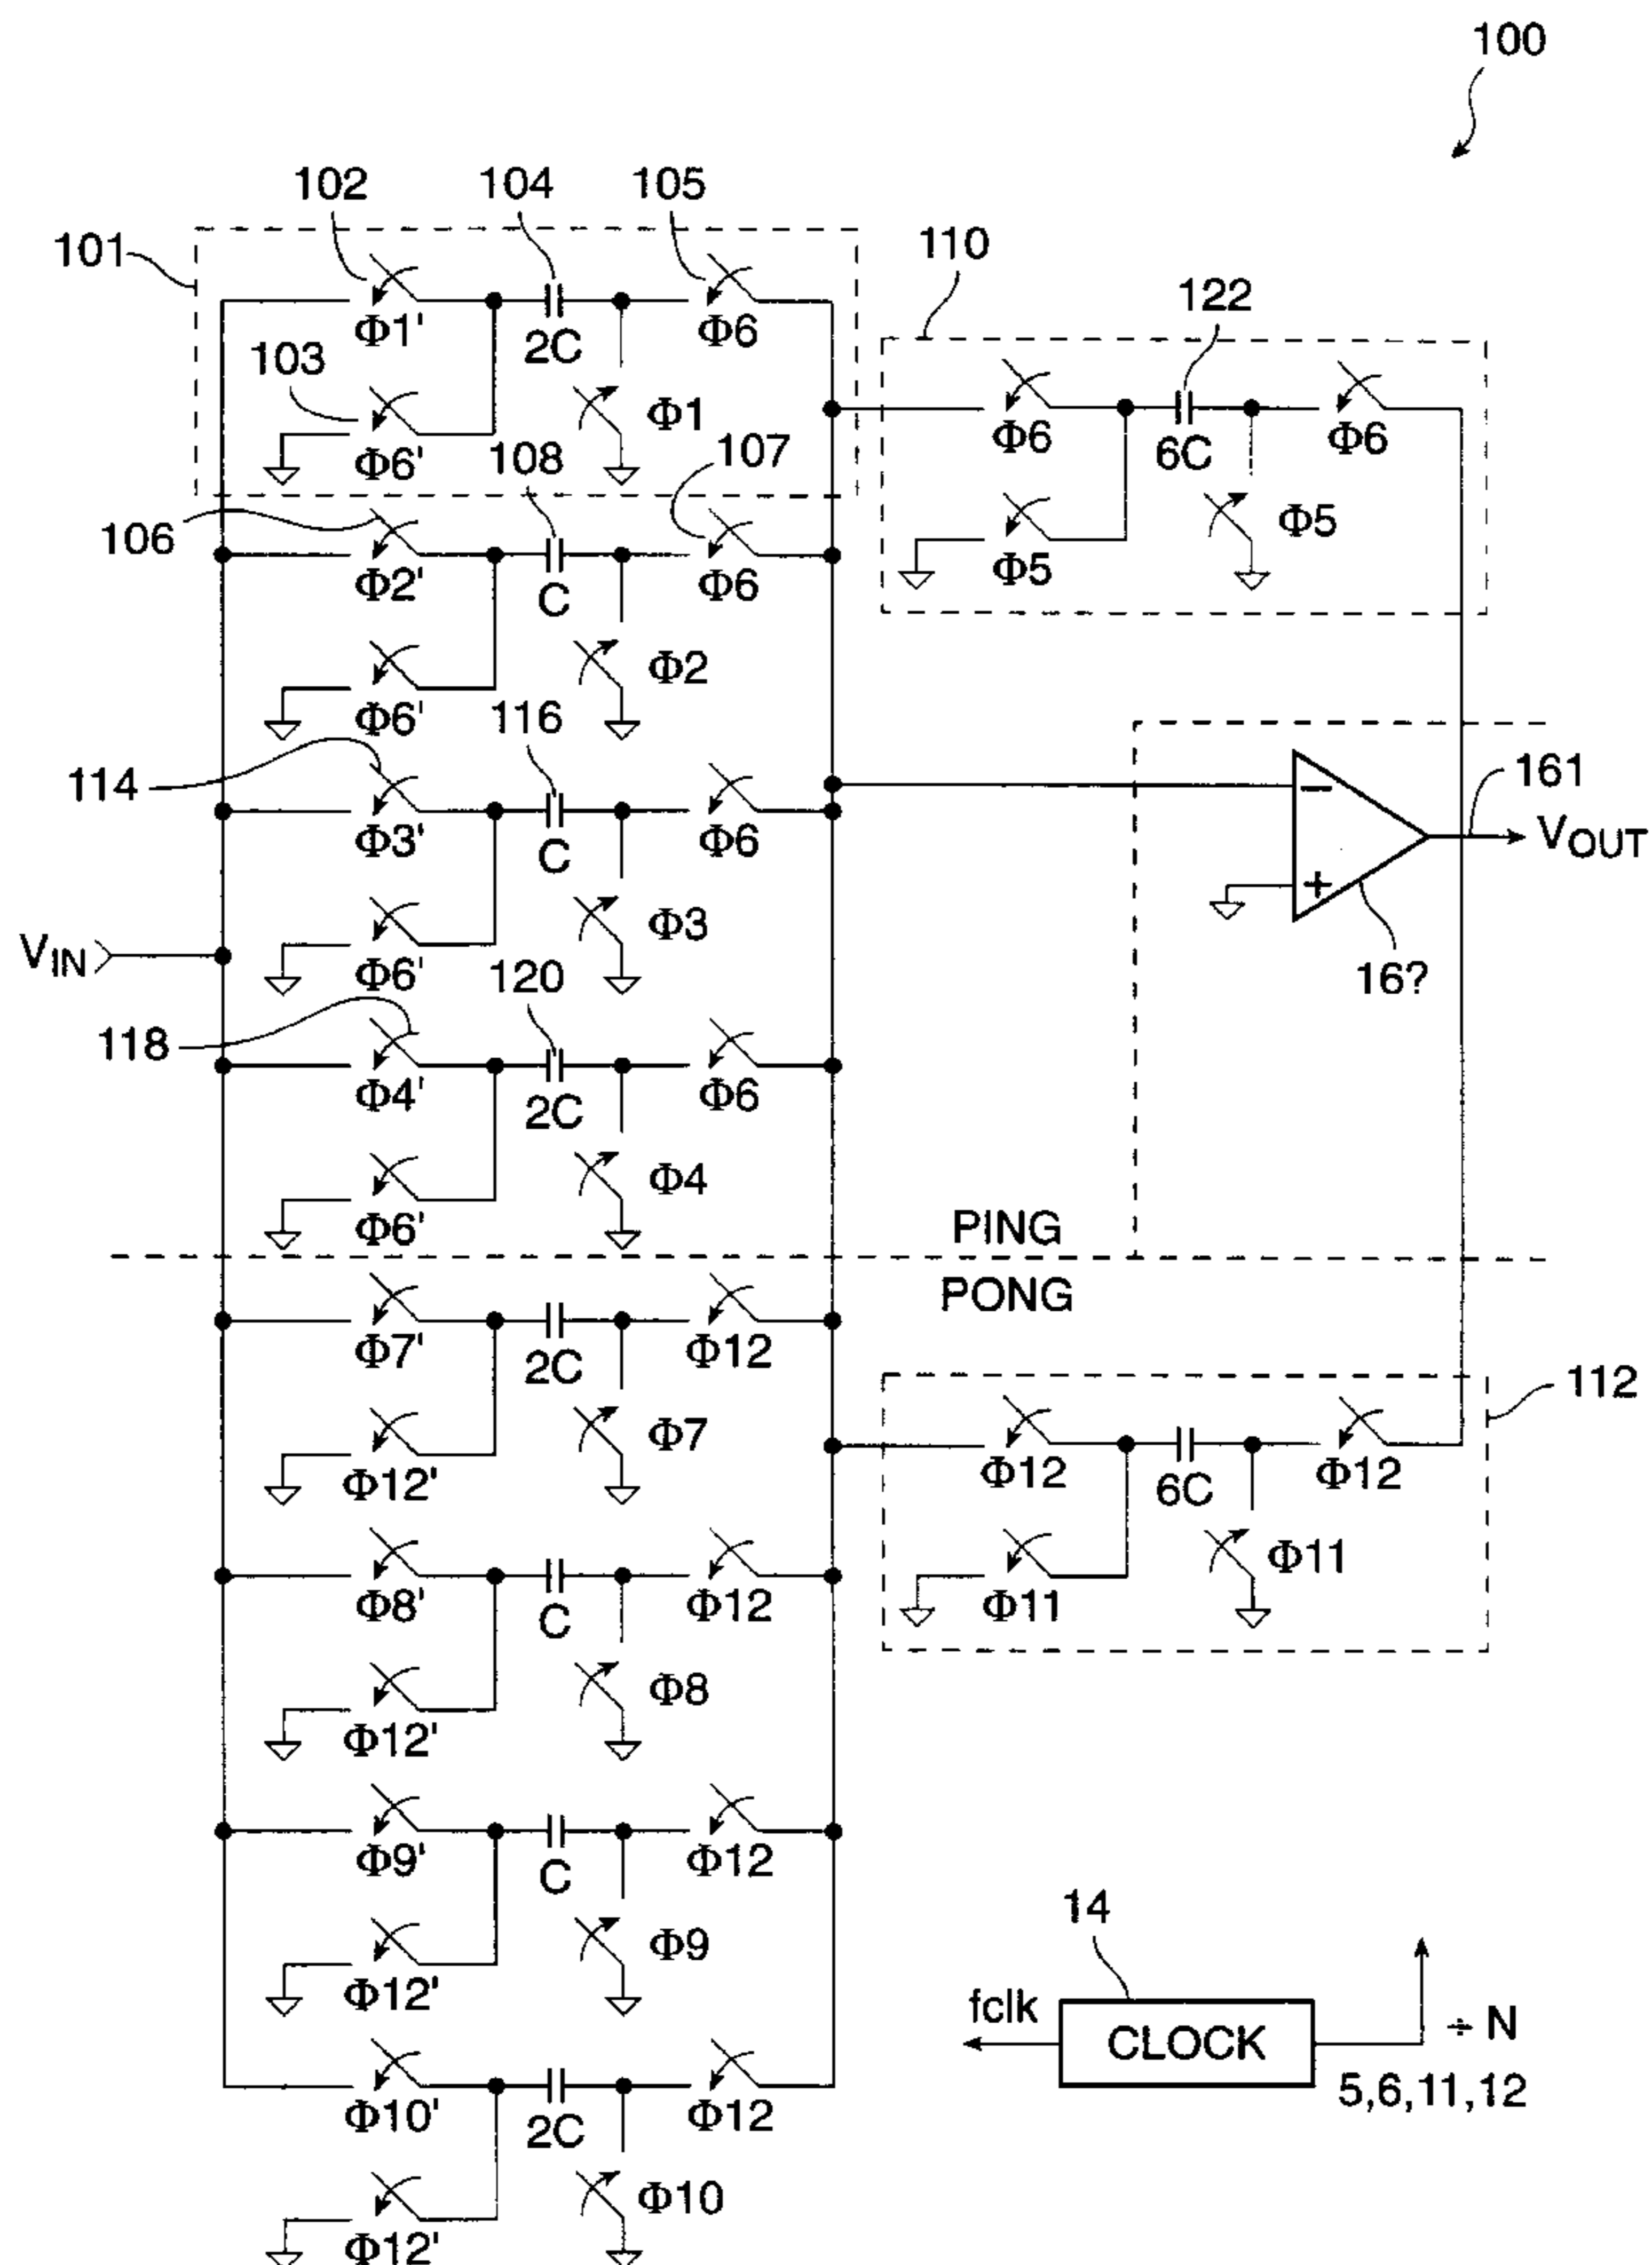 100
102 104 105
101
Φ1' 2C Φ6
110
122
103
Φ6' Φ1
108 107
Φ6 6C Φ6
106
Φ5 Φ5
Φ2' C Φ6
Φ6' Φ2
116
114
Φ3' C Φ6
161
VOUT
Φ6' Φ3
VIN
16?
120
118
Φ4' 2C Φ6
Φ6' Φ4
PING
PONG
Φ7' 2C Φ12
112
Φ12' Φ7
Φ12 6C Φ12
Φ11 Φ11
Φ8' C Φ12
Φ12' Φ8
Φ9' C Φ12
Φ12' Φ9
14
fclk CLOCK ÷ N
5,6,11,12
Φ10' 2C Φ12
Φ12' Φ10